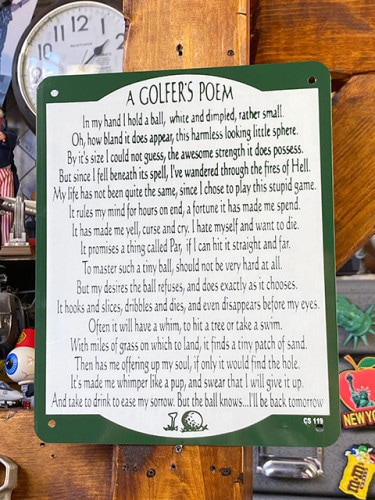 A GOLFER'S POEM
In my hand I hold a ball, white and dimpled, rather small.
Oh, how bland it does appear, this harmless looking little sphere.
By it's size I could not guess, the awesome strength it does possess.
But since I fell beneath its spell, I've wandered through the fires of Hell.
My life has not been quite the same, since I chose to play this stupid game.
It rules my mind for hours on end, a fortune it has made me spend.
It has made me yell, curse and cry. I hate myself and want to die.
It promises a thing called Par, if I can hit it straight and far.
To master such a tiny ball, should not be very hard at all.
But my desires the ball refuses, and does exactly as it chooses.
It hooks and slices, dribbles and dies, and even disappears before my eyes.
Often it will have a whim, to hit a tree or take a swim.
With miles of grass on which to land, it finds a tiny patch of sand.
Then has me offering up my soul, if only it would find the hole.
It's made me whimper like a pup, and swear that I will give it up.
And take to drink to ease my sorrow. But the ball knows...I'll be back tomorrow
CS 119
11 12 1 2
NEW YO
m&m